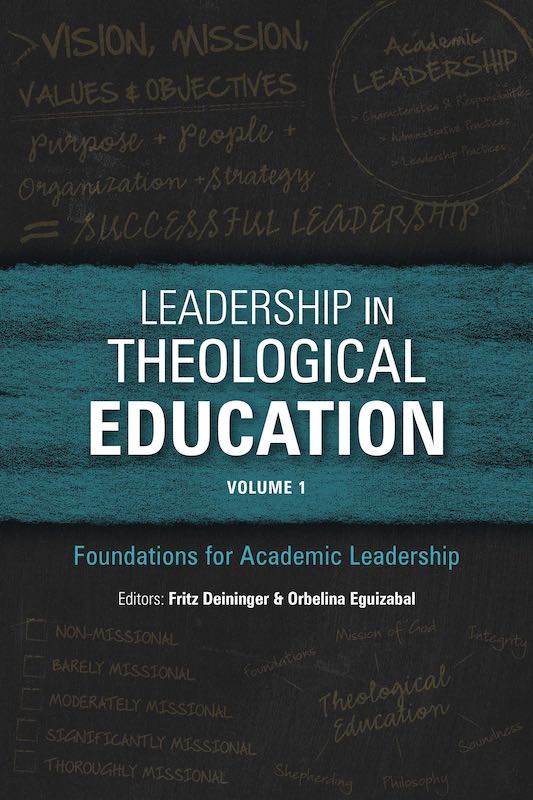 > VISION, MISSION,
VALUES & OBJECTIVES
Purpose + People +
Organization + Strategy
= SUCCESSFUL LEADERSHIP
Academic
LEADERSHIP
> Characteristics & Responsibilities
> Administrative Practices
> Leadership Practices
LEADERSHIP IN
THEOLOGICAL
EDUCATION
VOLUME 1
Foundations for Academic Leadership
Editors: Fritz Deininger & Orbelina Eguizabal
NON-MISSIONAL
BARELY MISSIONAL
MODERATELY MISSIONAL
SIGNIFICANTLY MISSIONAL
THOROUGHLY MISSIONAL
Mission of God
Integrity
Foundations
Theological
Education
Soundness
Shepherding
Philosophy